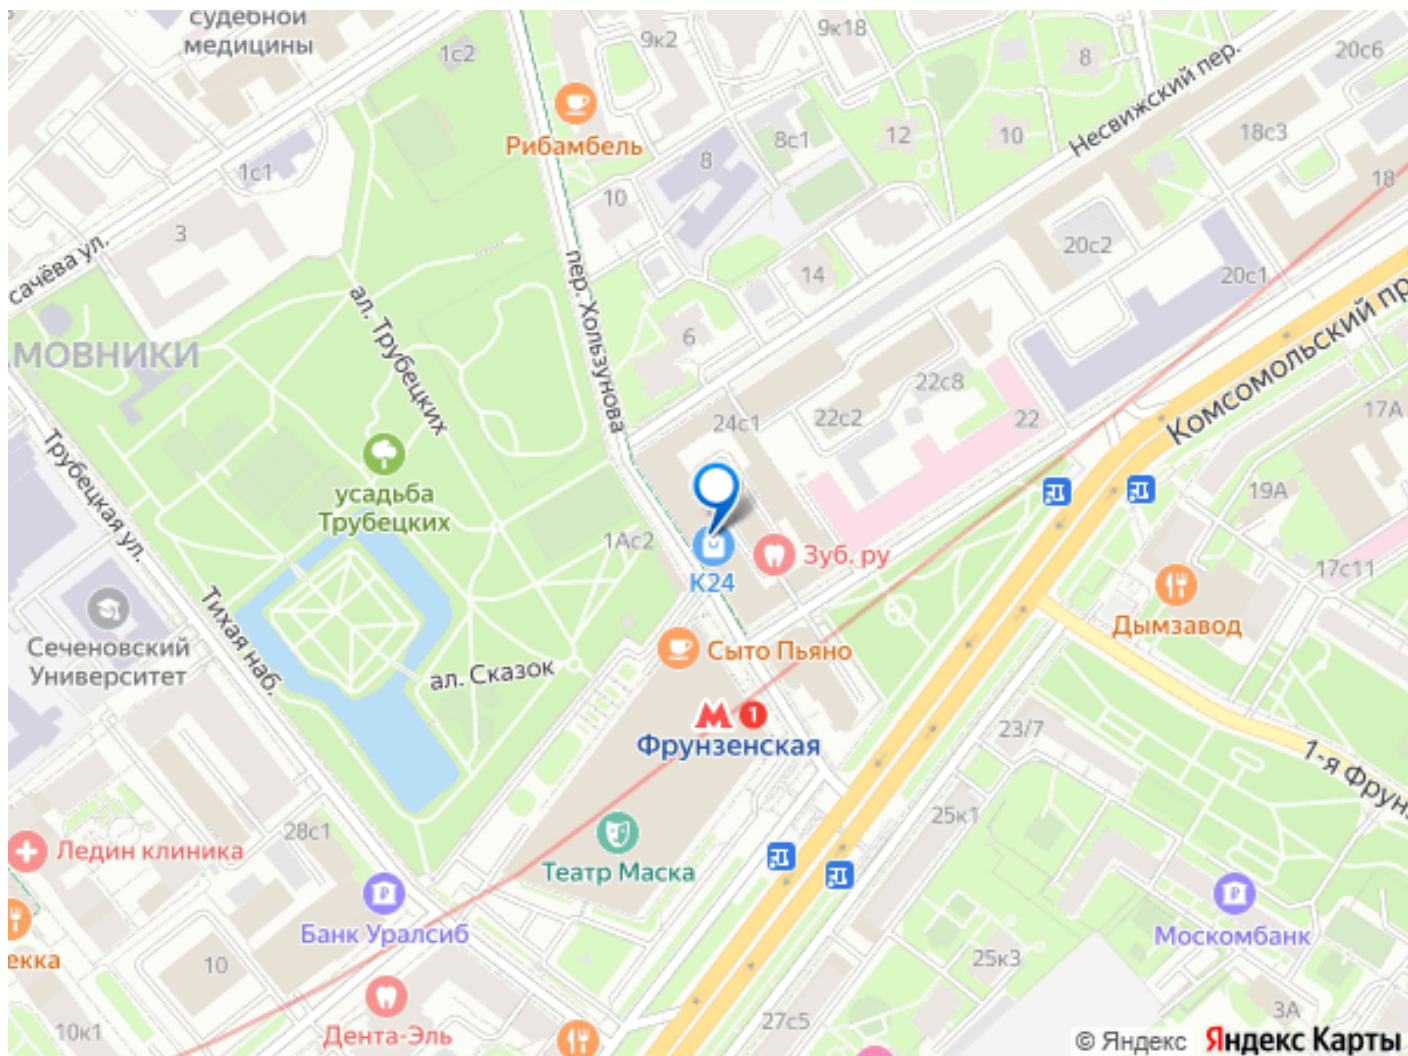 судебной
медицины
1с2
9к2
9к18
8
20с6
Рибамбель
8
8с1
12
10
Несвижский пер.
18с3
18
1с1
10
3
сачёва ул.
20с2
20с1
14
6
пер. Хользунова
ал. Трубецких
МОВНИКИ
Комсомольский пр
22с8
22с2
24с1
22
17А
Трубецкая ул.
усадьба
Трубецких
19А
1Ас2
К24
Зуб. ру
17с11
Дымзавод
Сеченовский
Университет
Тихая наб.
ал. Сказок
Сыто Пьяно
1
Фрунзенская
23/7
1-я Фрун
25к1
28с1
Ледин клиника
Театр Маска
Банк Уралсиб
Москомбанк
екка
10
25к3
3А
10к1
Дента-Эль
27с5
© Яндекс Яндекс Карты